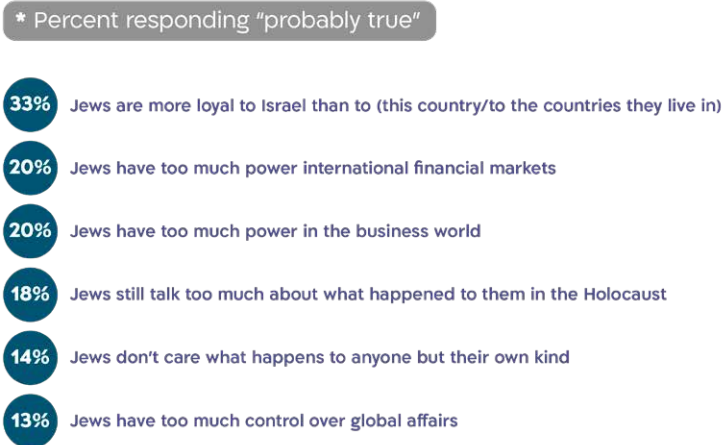 * Percent responding “probably true”
33% Jews are more loyal to Israel than to (this country/to the countries they live in)
20% Jews have too much power international financial markets
20% Jews have too much power in the business world
18% Jews still talk too much about what happened to them in the Holocaust
14% Jews don't care what happens to anyone but their own kind
13% Jews have too much control over global affairs